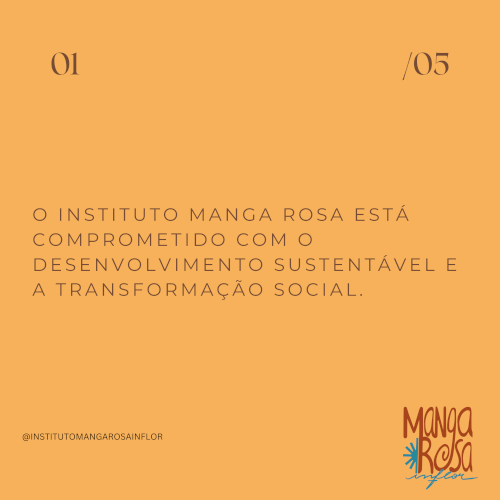 01 /05
O INSTITUTO MANGA ROSA ESTÁ
COMPROMETIDO COM O
DESENVOLVIMENTO SUSTENTÁVEL E
A TRANSFORMAÇÃO SOCIAL.
@INSTITUTOMANGAROSAINFLOR
MANGA
ROSA
inflor